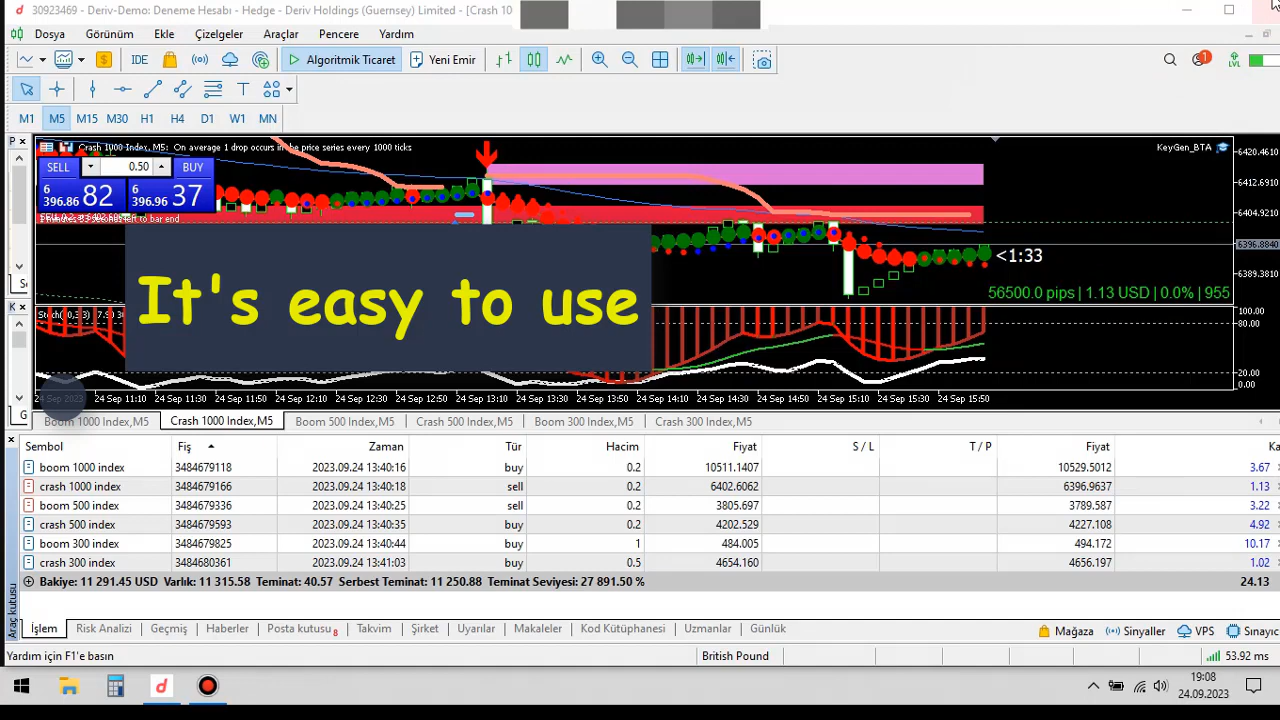 30923469 - Deriv-Demo: Deneme Hesabı - Hedge - Deriv Holdings (Guernsey) Limited - [Crash 10
Dosya Görünüm Ekle Çizelgeler Araçlar Pencere Yardım
IDE Algoritmik Ticaret Yeni Emir 1 LVL
T
M1 M5 M15 M30 H1 H4 D1 W1 MN
P Crash 1000 Index, M5: On average 1 drop occurs in the price series every 1000 ticks KeyGen_BTA 6420.4610
SELL 0.50 BUY
6 396.86 82 6 396.96 37
6412.6910
6404.9210
6396.8840
6389.3810
<1:33
56500.0 pips | 1.13 USD | 0.0% | 955
It's easy to use
100.00
80.00
20.00
0.00
K
G
24 Sep 2023 24 Sep 11:10 24 Sep 11:30 24 Sep 11:50 24 Sep 12:10 24 Sep 12:30 24 Sep 12:50 24 Sep 13:10 24 Sep 13:30 24 Sep 13:50 24 Sep 14:10 24 Sep 14:30 24 Sep 14:50 24 Sep 15:10 24 Sep 15:30 24 Sep 15:50
Boom 1000 Index,M5 Crash 1000 Index,M5 Boom 500 Index,M5 Crash 500 Index,M5 Boom 300 Index,M5 Crash 300 Index,M5
Sembol Fiş Zaman Tür Hacim Fiyat S / L T / P Fiyat Ka
boom 1000 index 3484679118 2023.09.24 13:40:16 buy 0.2 10511.1407 10529.5012 3.67
crash 1000 index 3484679166 2023.09.24 13:40:18 sell 0.2 6402.6062 6396.9637 1.13
boom 500 index 3484679336 2023.09.24 13:40:25 sell 0.2 3805.697 3789.587 3.22
crash 500 index 3484679593 2023.09.24 13:40:35 buy 0.2 4202.529 4227.108 4.92
boom 300 index 3484679825 2023.09.24 13:40:44 buy 1 484.005 494.172 10.17
crash 300 index 3484680361 2023.09.24 13:41:03 buy 0.5 4654.160 4656.197 1.02
Bakiye: 11 291.45 USD Varlık: 11 315.58 Teminat: 40.57 Serbest Teminat: 11 250.88 Teminat Seviyesi: 27 891.50 % 24.13
Araç kutusu
İşlem Risk Analizi Geçmiş Haberler Posta kutusu 8 Takvim Şirket Uyarılar Makaleler Kod Kütüphanesi Uzmanlar Günlük Mağaza Sinyaller VPS Sınayıc
Yardım için F1'e basın British Pound 53.92 ms
19:08
24.09.2023